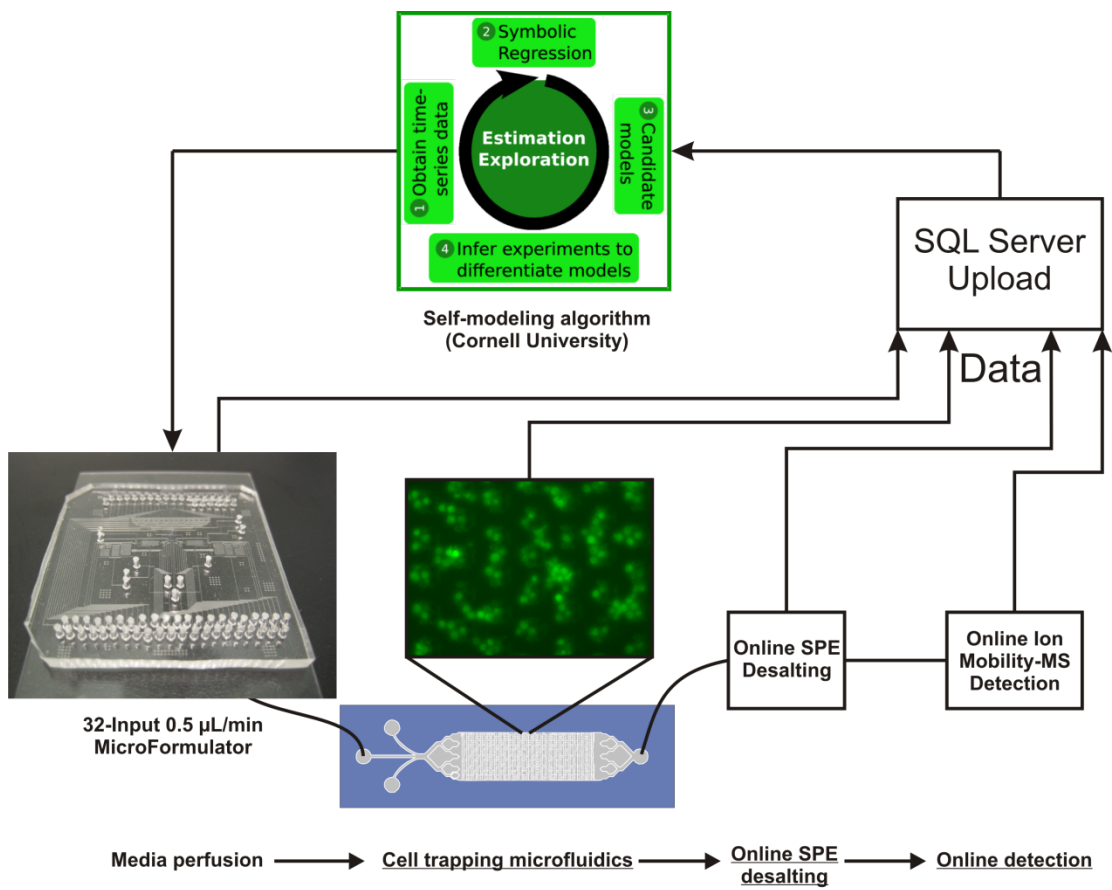 2 Symbolic
Regression
1 Obtain time-
series data
Estimation
Exploration
3 Candidate
models
4 Infer experiments to
differentiate models
Self-modeling algorithm
(Cornell University)
SQL Server
Upload
Data
32-Input 0.5 µL/min
MicroFormulator
Online SPE
Desalting
Online Ion
Mobility-MS
Detection
Media perfusion
Cell trapping microfluidics
Online SPE
desalting
Online detection